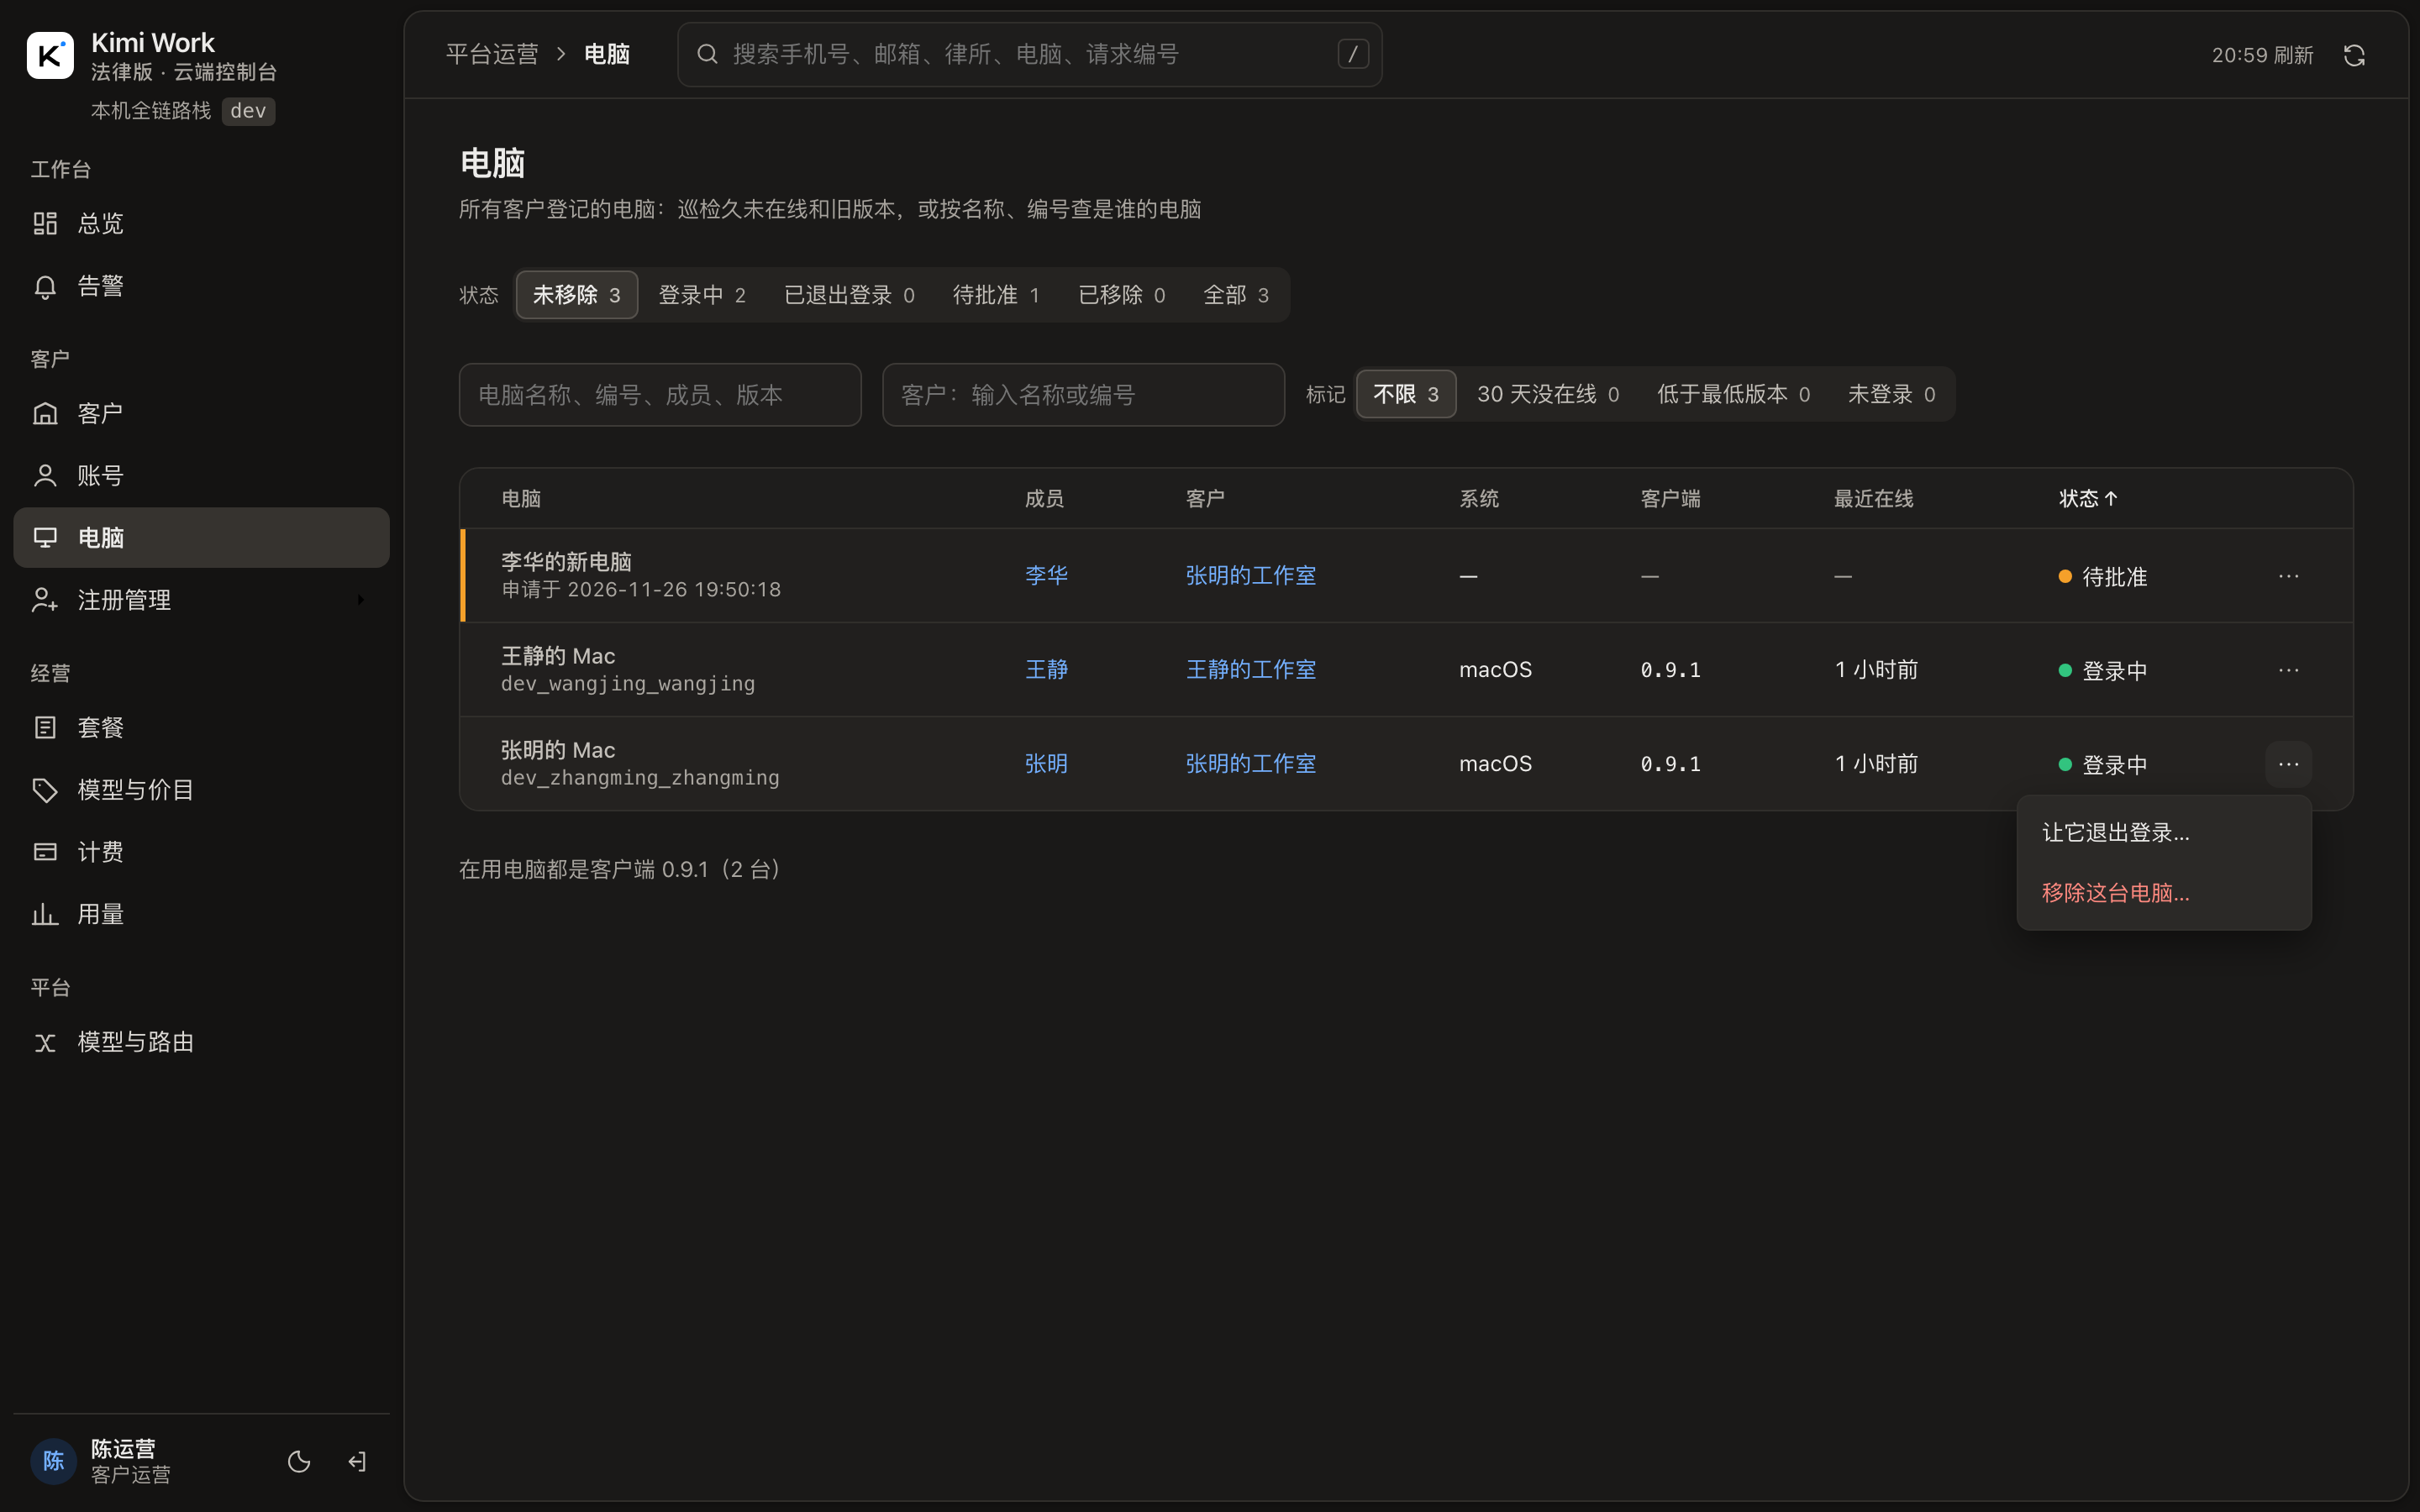 Kimi Work
法律版 · 云端控制台
本机全链路栈 dev
工作台
总览
告警
客户
客户
账号
电脑
注册管理
经营
套餐
模型与价目
计费
用量
平台
模型与路由
陈 陈运营
客户运营
平台运营 > 电脑
搜索手机号、邮箱、律所、电脑、请求编号 /
20:59 刷新
电脑
所有客户登记的电脑：巡检久未在线和旧版本，或按名称、编号查是谁的电脑
状态 未移除 3 登录中 2 已退出登录 0 待批准 1 已移除 0 全部 3
电脑名称、编号、成员、版本 客户：输入名称或编号 标记 不限 3 30 天没在线 0 低于最低版本 0 未登录 0
电脑 成员 客户 系统 客户端 最近在线 状态 ↑
李华的新电脑
申请于 2026-11-26 19:50:18
李华 张明的工作室 — — — 待批准 ···
王静的 Mac
dev_wangjing_wangjing
王静 王静的工作室 macOS 0.9.1 1 小时前 登录中 ···
张明的 Mac
dev_zhangming_zhangming
张明 张明的工作室 macOS 0.9.1 1 小时前 登录中 ···
让它退出登录...
移除这台电脑...
在用电脑都是客户端 0.9.1（2 台）